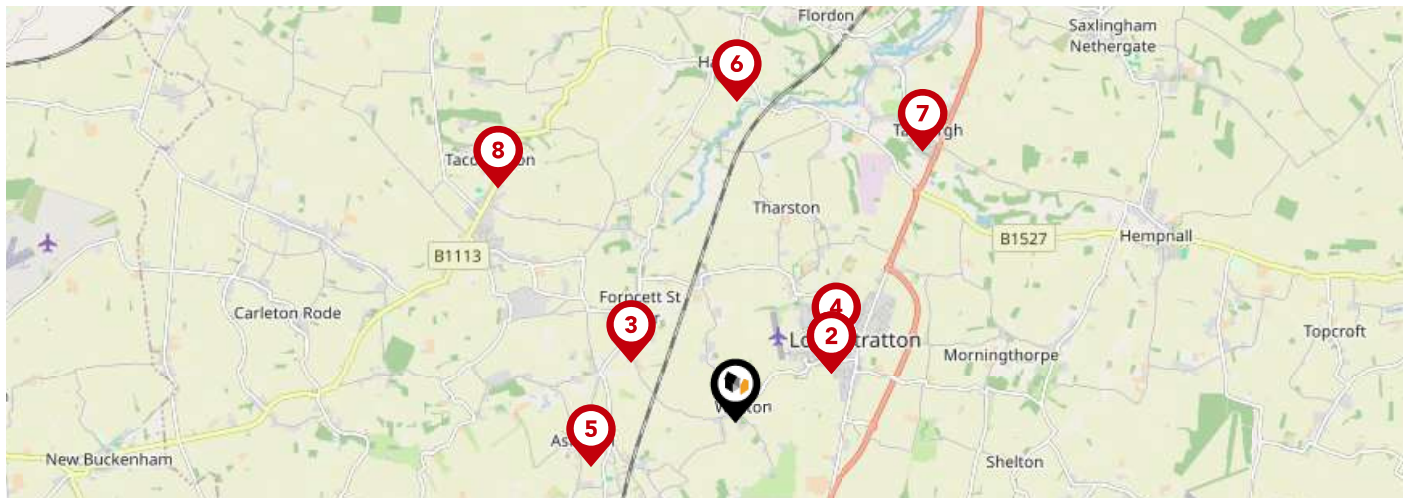 Flordon
Saxlingham
Nethergate
6
7
8
Tharston
B1527
Hempnall
B1113
Forncett St
Carleton Rode
4
3
2
Topcroft
Morningthorpe
5
New Buckenham
Shelton